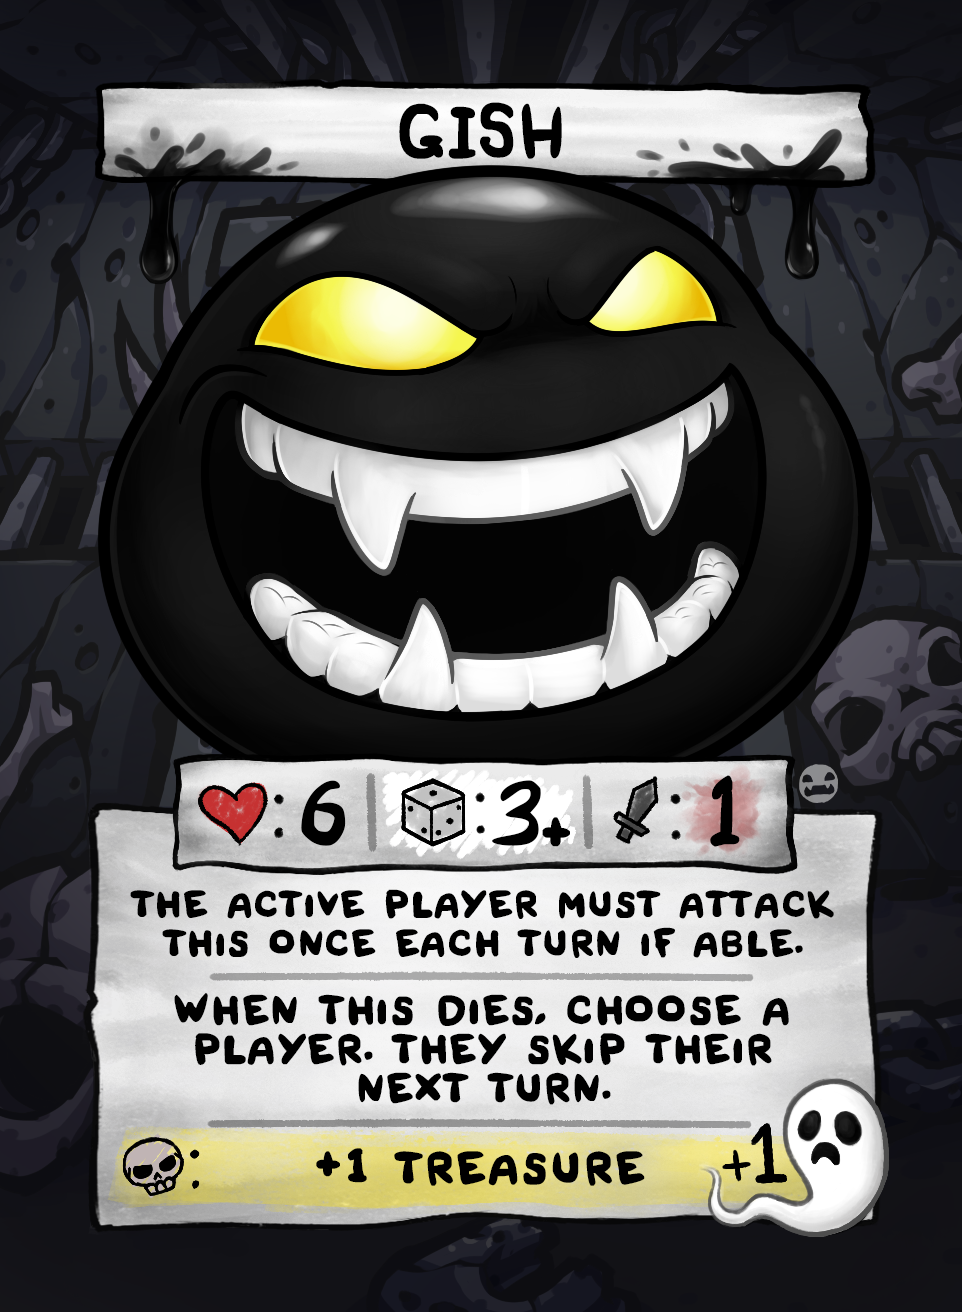 GISH
: 6 : 3+ : 1
THE ACTIVE PLAYER MUST ATTACK
THIS ONCE EACH TURN IF ABLE.
WHEN THIS DIES, CHOOSE A
PLAYER. THEY SKIP THEIR
NEXT TURN.
: +1 TREASURE +1